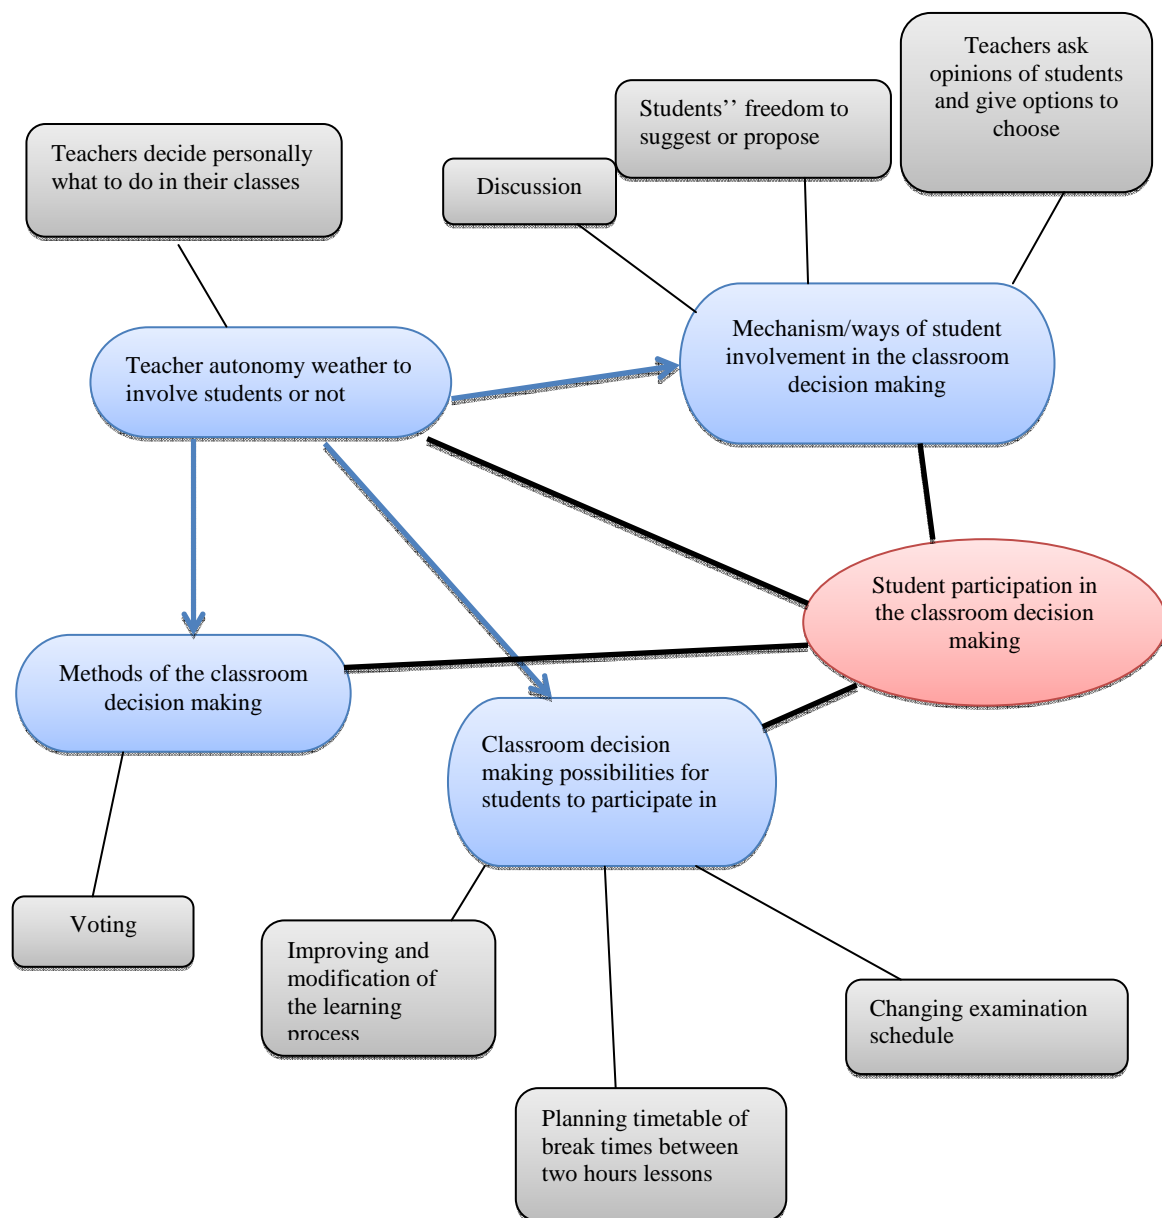 Teachers ask
opinions of students
and give options to
choose
Students’’ freedom to
suggest or propose
Teachers decide personally
what to do in their classes
Discussion
Mechanism/ways of student
involvement in the classroom
decision making
Teacher autonomy weather to
involve students or not
Student participation in
the classroom decision
making
Methods of the classroom
decision making
Classroom decision
making possibilities for
students to participate in
Voting
Improving and
modification of
the learning
process
Changing examination
schedule
Planning timetable of
break times between
two hours lessons